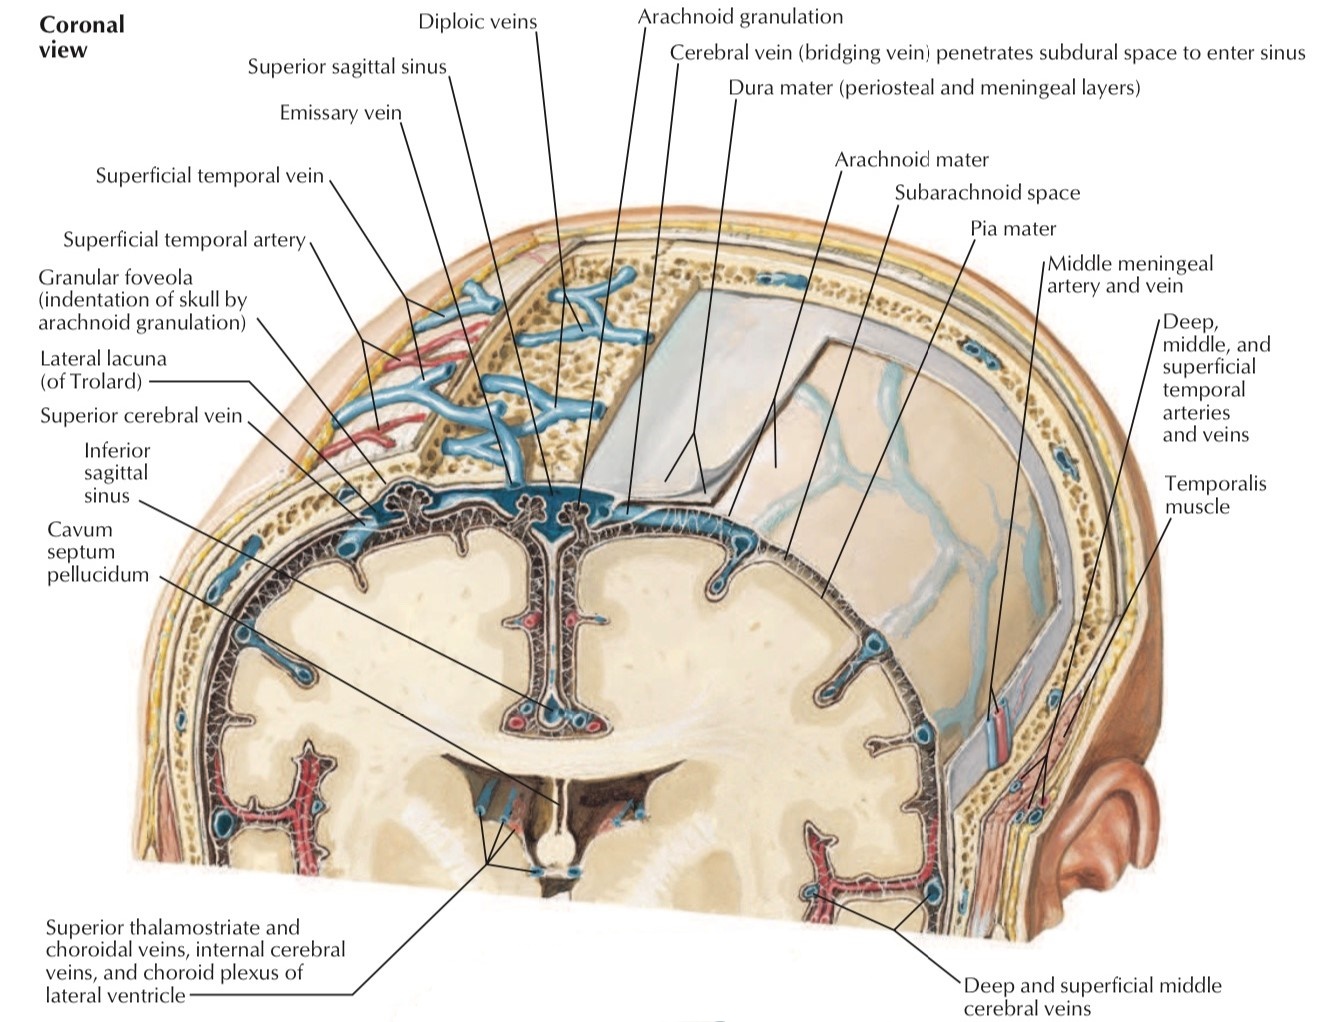 Coronal
view
Diploic veins
Arachnoid granulation
Cerebral vein (bridging vein) penetrates subdural space to enter sinus
Superior sagittal sinus
Dura mater (periosteal and meningeal layers)
Emissary vein
Arachnoid mater
Superficial temporal vein
Subarachnoid space
Pia mater
Superficial temporal artery
Middle meningeal
artery and vein
Granular foveola
(indentation of skull by
arachnoid granulation)
Deep,
middle, and
superficial
temporal
arteries
and veins
Lateral lacuna
(of Trolard)
Superior cerebral vein
Inferior
sagittal
sinus
Temporalis
muscle
Cavum
septum
pellucidum
Superior thalamostriate and
choroidal veins, internal cerebral
veins, and choroid plexus of
lateral ventricle
Deep and superficial middle
cerebral veins